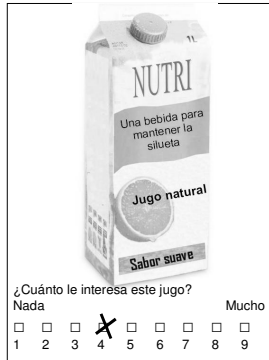 1L
NUTRI
Una bebida para
mantener la
silueta
Jugo natural
Sabor suave
¿Cuánto le interesa este jugo?
Nada Mucho
1 2 3 4 5 6 7 8 9